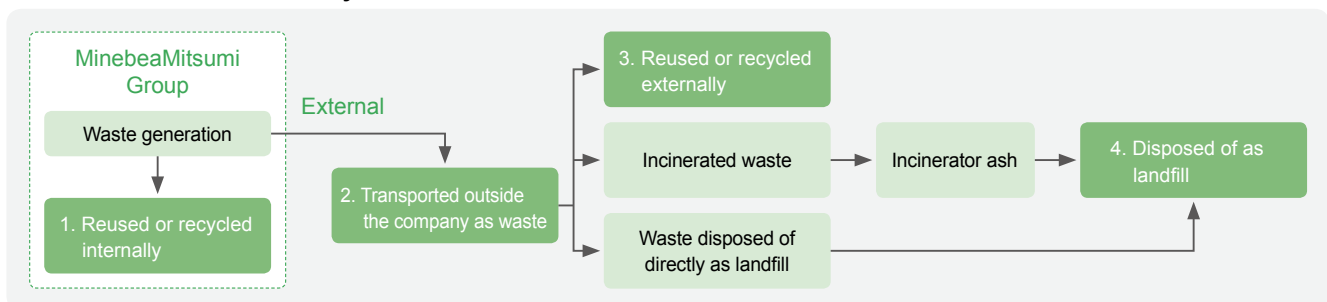 MinebeaMitsumi
Group
Waste generation
1. Reused or recycled
internally
External
2. Transported outside
the company as waste
3. Reused or recycled
externally
Incinerated waste
Incinerator ash
Waste disposed of
directly as landfill
4. Disposed of as
landfill